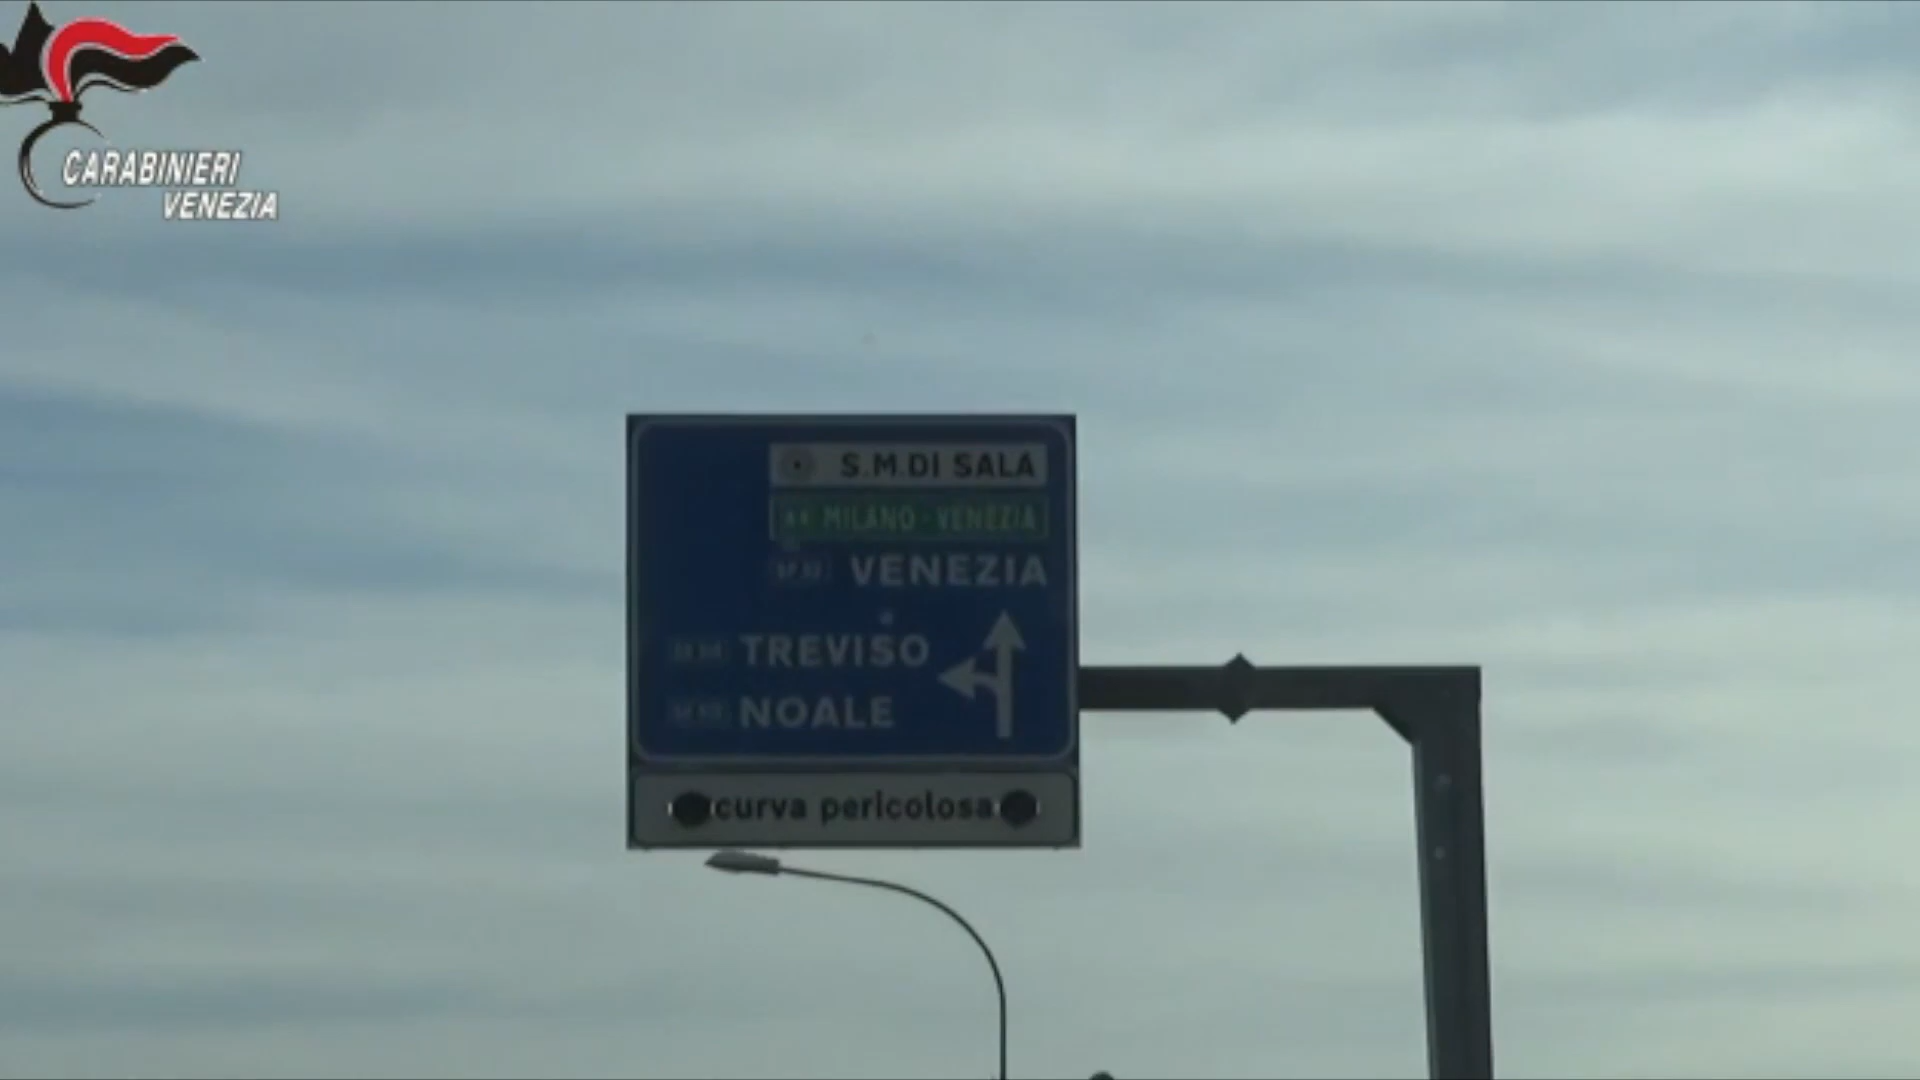 CARABINIERI
VENEZIA
S.M.DI SALA
MILANO - VENEZIA
VENEZIA
TREVISO
NOALE
curva pericolosa